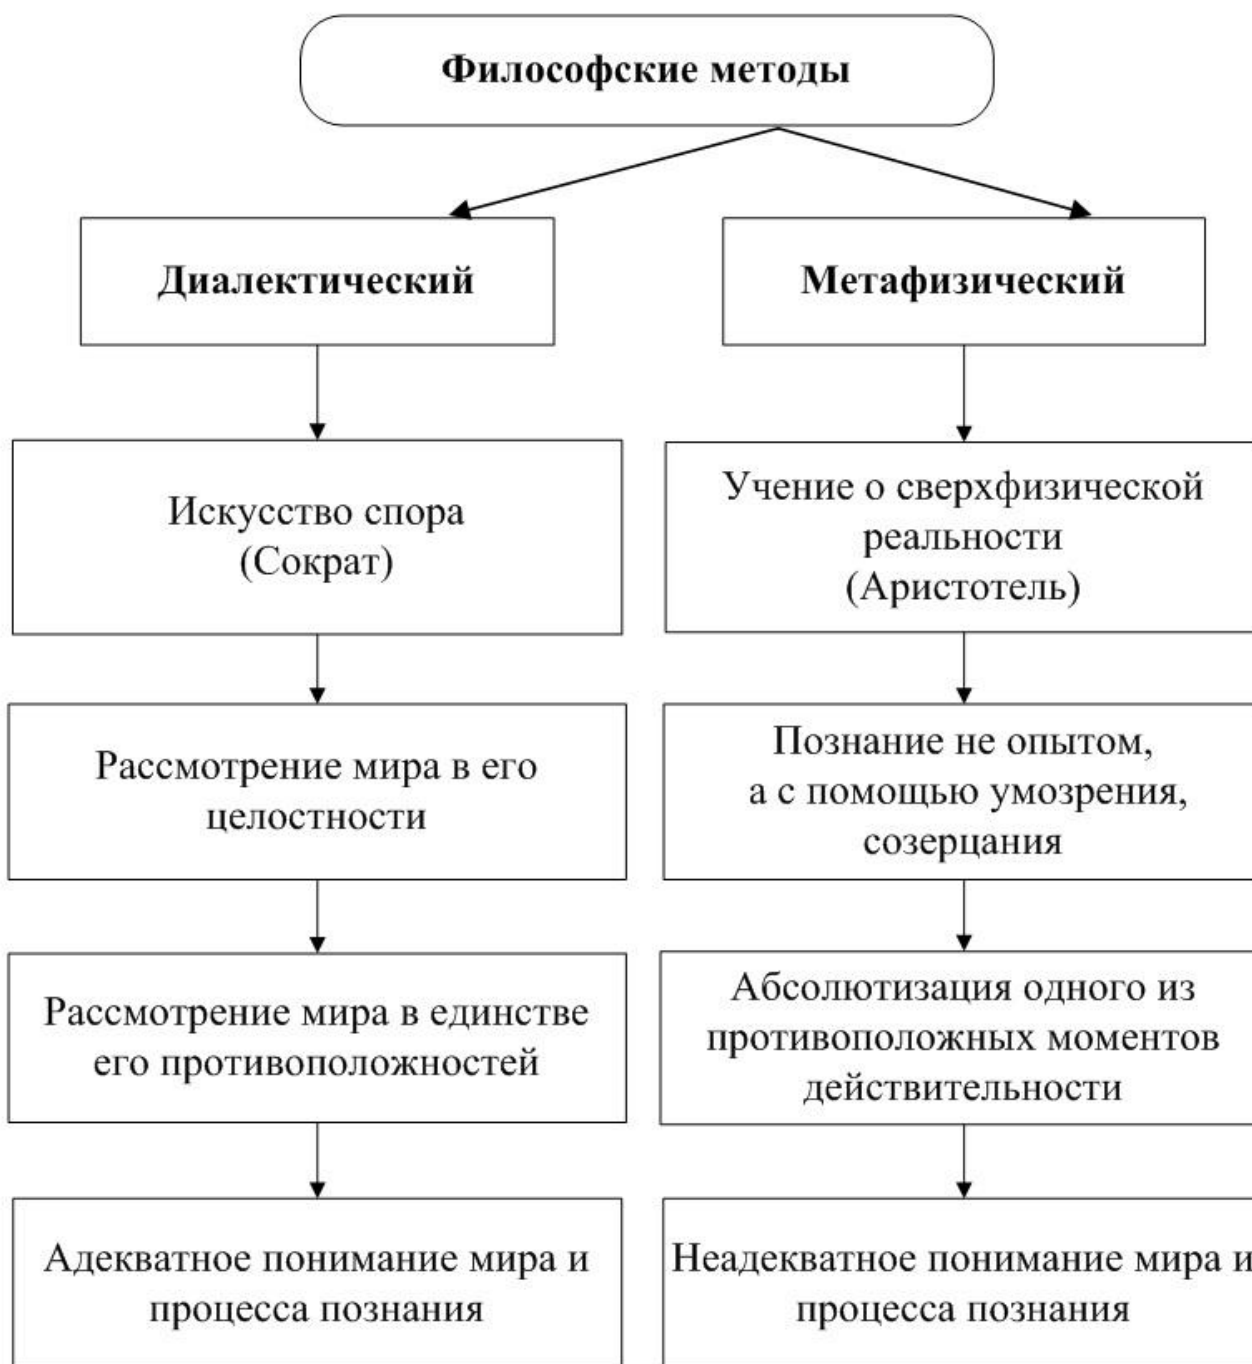 Философские методы
Диалектический
Метафизический
Искусство спора
(Сократ)
Учение о сверхфизической
реальности
(Аристотель)
Рассмотрение мира в его
целостности
Познание не опытом,
а с помощью умозрения,
созерцания
Рассмотрение мира в единстве
его противоположностей
Абсолютизация одного из
противоположных моментов
действительности
Адекватное понимание мира и
процесса познания
Неадекватное понимание мира и
процесса познания